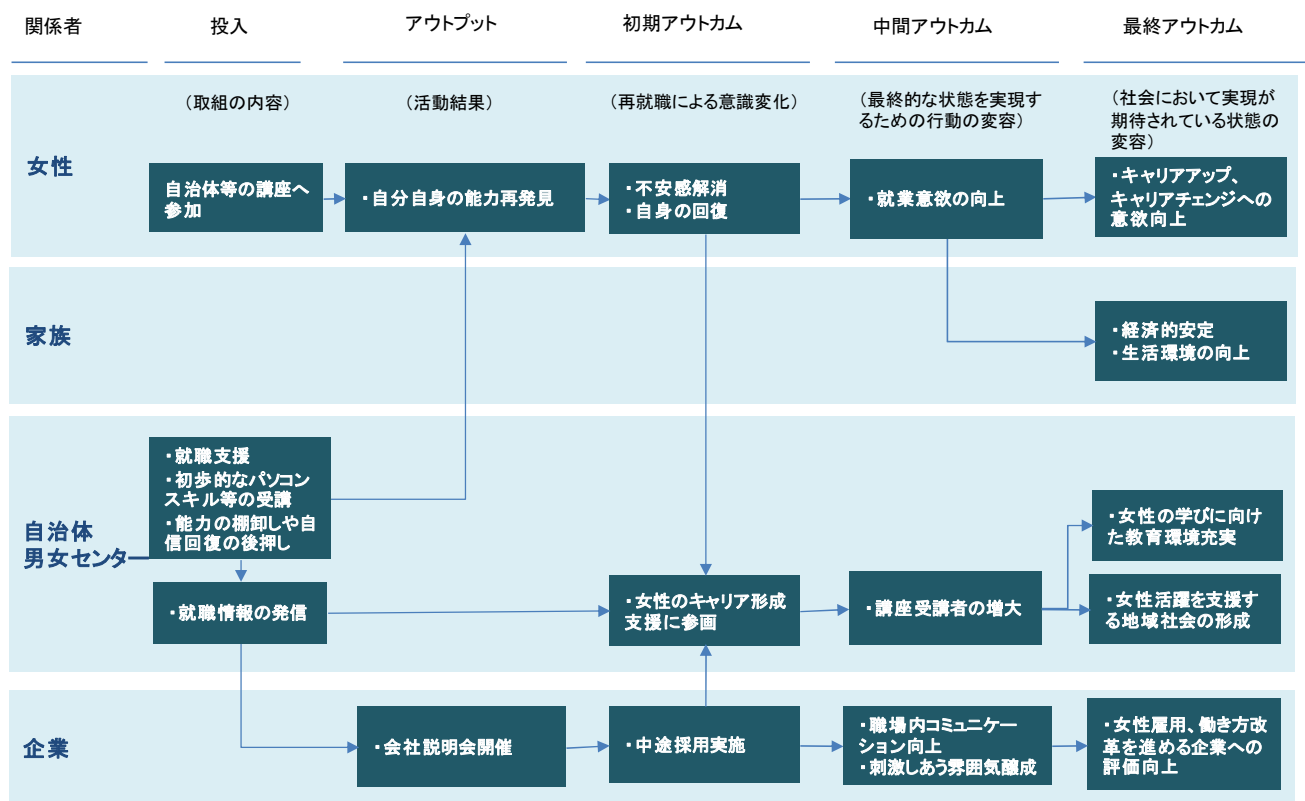 関係者
投入
アウトプット
初期アウトカム
中間アウトカム
最終アウトカム
女性
（取組の内容）
（活動結果）
（再就職による意識変化）
（最終的な状態を実現す
るための行動の変容）
（社会において実現が
期待されている状態の
変容）
自治体等の講座へ
参加
・自分自身の能力再発見
・不安感解消
・自身の回復
・就業意欲の向上
・キャリアアップ、
キャリアチェンジへの
意欲向上
家族
・経済的安定
・生活環境の向上
自治体
男女センター
・就職支援
・初歩的なパソコン
スキル等の受講
・能力の棚卸しや自
信回復の後押し
・就職情報の発信
・女性のキャリア形成
支援に参画
・講座受講者の増大
・女性の学びに向け
た教育環境充実
・女性活躍を支援す
る地域社会の形成
企業
・会社説明会開催
・中途採用実施
・職場内コミュニケー
ション向上
・刺激しあう雰囲気醸成
・女性雇用、働き方改
革を進める企業への
評価向上